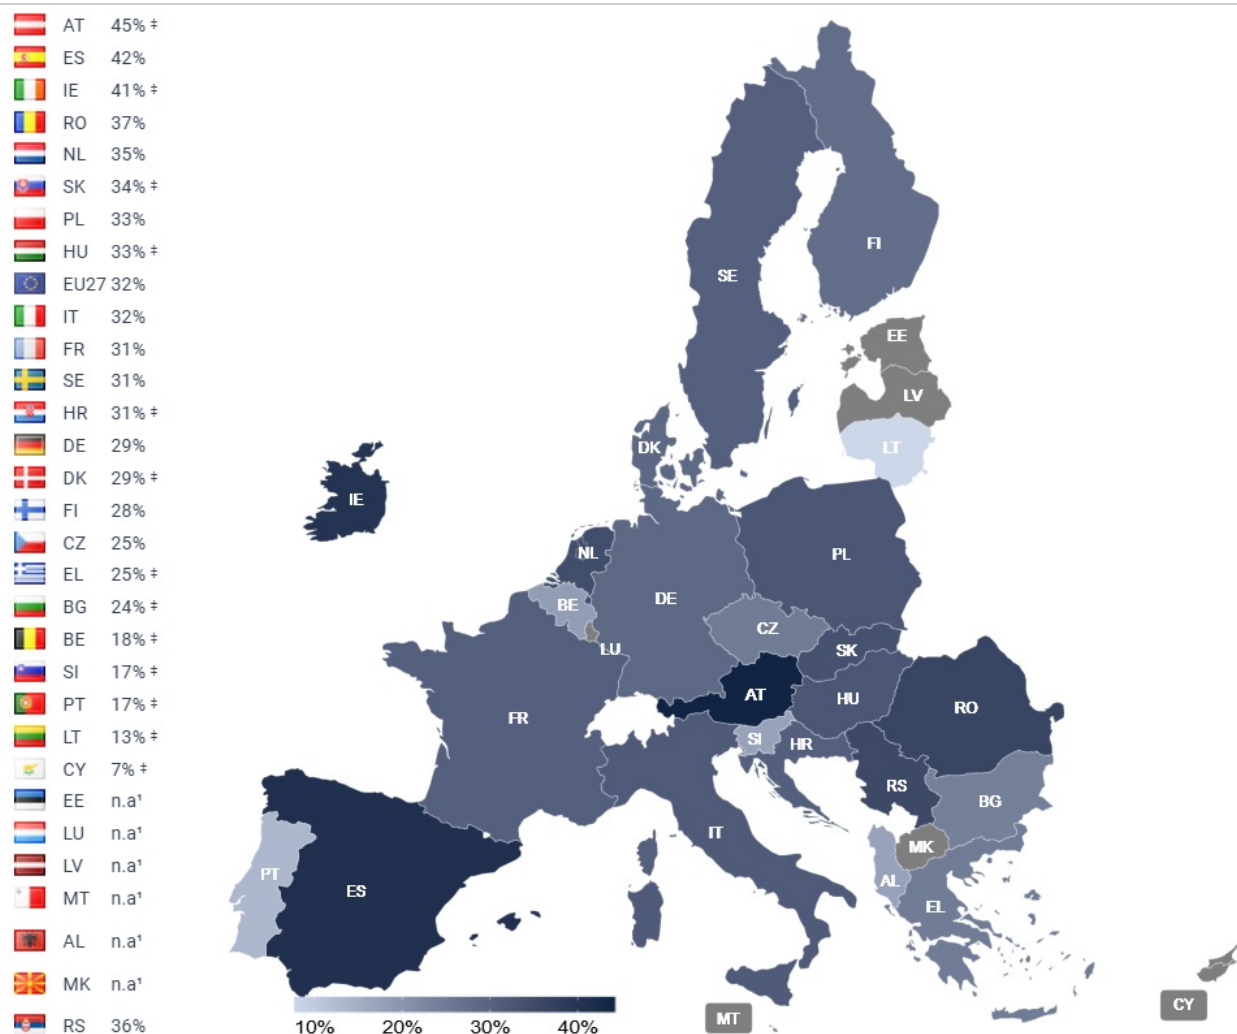 AT 45% ‡
ES 42%
IE 41% ‡
RO 37%
NL 35%
SK 34% ‡
PL 33%
HU 33% ‡
EU27 32%
IT 32%
FR 31%
SE 31%
HR 31% ‡
DE 29%
DK 29% ‡
FI 28%
CZ 25%
EL 25% ‡
BG 24% ‡
BE 18% ‡
SI 17% ‡
PT 17% ‡
LT 13% ‡
CY 7% ‡
EE n.a¹
LU n.a¹
LV n.a¹
MT n.a¹
AL n.a¹
MK n.a¹
RS 36%
FI
SE
EE
LV
LT
DK
IE
NL
PL
BE
DE
CZ
LU
SK
AT
HU
RO
FR
SI
HR
RS
BG
IT
MK
PT
AL
ES
EL
CY
MT
10% 20% 30% 40%